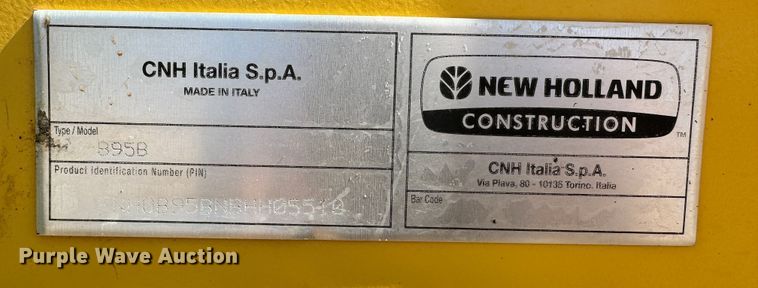 CNH Italia S.p.A.
MADE IN ITALY
Type / Model
B95B
Product Identification Number (PIN)
NEW HOLLAND
CONSTRUCTION
TM
CNH Italia S.p.A.
Via Plava, 80 - 10135 Torino, Italia
Bar Code
Purple Wave Auction